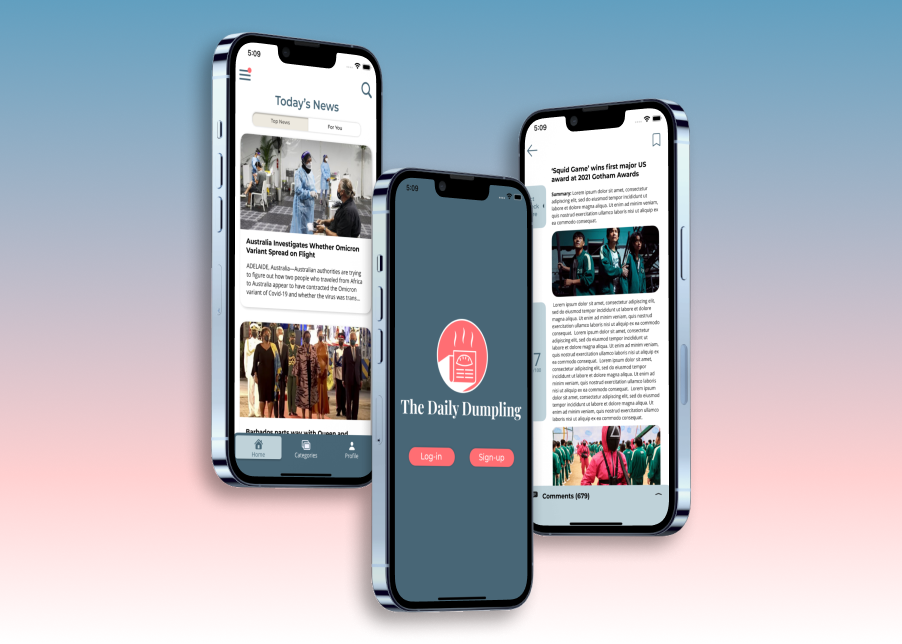 5:09
Today's News
Top News
For You
Australia Investigates Whether Omicron
Variant Spread on Flight
ADELAIDE, Australia—Australian authorities are trying
to figure out how two people who traveled from Africa
to Australia appear to have contracted the Omicron
variant of Covid-19 and whether the virus was trans...
Barbados parts way with Queen and
Home
Categories
Profile
5:09
The Daily Dumpling
Log-in
Sign-up
5:09
'Squid Game' wins first major US
award at 2021 Gotham Awards
Summary: Lorem ipsum dolor sit amet, consectetur
adipiscing elit, sed do eiusmod tempor incididunt ut
labore et dolore magna aliqua. Ut enim ad minim veniam,
quis nostrud exercitation ullamco laboris nisi ut aliquip ex
ea commodo consequat.
Lorem ipsum dolor sit amet, consectetur adipiscing elit,
sed do eiusmod tempor incididunt ut labore et dolore
magna aliqua. Ut enim ad minim veniam, quis nostrud
exercitation ullamco laboris nisi ut aliquip ex ea commodo
consequat. Lorem ipsum dolor sit amet, consectetur
adipiscing elit, sed do eiusmod tempor incididunt ut
labore et dolore magna aliqua. Ut enim ad minim veniam,
quis nostrud exercitation ullamco laboris nisi ut aliquip
ex ea commodo consequat. Lorem ipsum dolor sit amet,
consectetur adipiscing elit, sed do eiusmod tempor
incididunt ut labore et dolore magna aliqua. Ut enim ad
minim veniam, quis nostrud exercitation ullamco laboris
nisi ut aliquip ex ea commodo consequat. Lorem ipsum
dolor sit amet, consectetur adipiscing elit, sed do
eiusmod tempor incididunt ut labore et dolore magna
aliqua. Ut enim ad minim veniam, quis nostrud
exercitation ullamco laboris nisi ut aliquip ex ea
commodo consequat.
7
Comments (679)